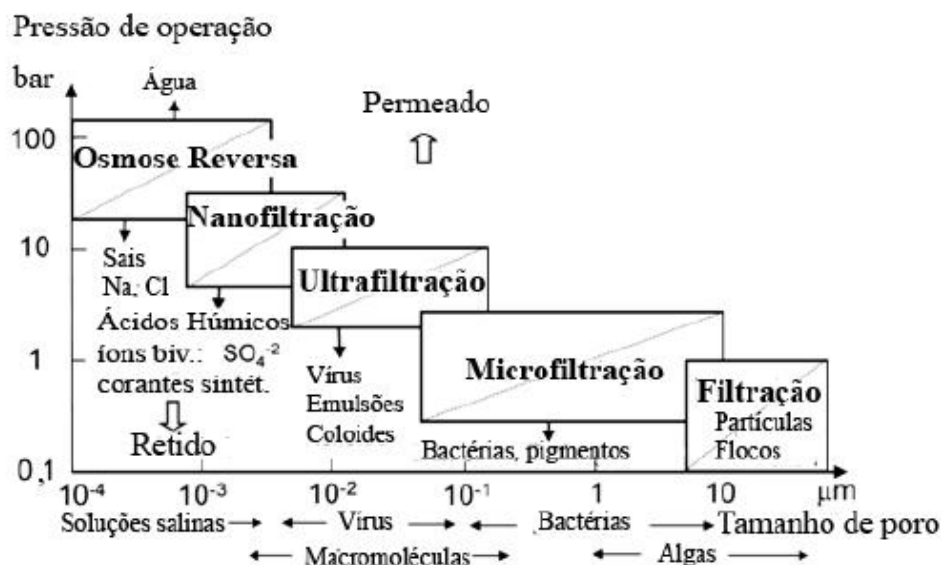 Pressão de operação
bar
Água
Permeado
100
Osmose Reversa
Nanofiltração
10
Sais
Na, Cl
Ultrafiltração
Ácidos Húmicos
íons biv.: SO₄⁻²
corantes sintét.
1
Vírus
Emulsões
Coloides
Microfiltração
Filtração
Partículas
Flocos
Retido
Bactérias, pigmentos
0,1
10⁻⁴ 10⁻³ 10⁻² 10⁻¹ 1 10 μm
Soluções salinas Vírus Bactérias Tamanho de poro
Macromoléculas Algas